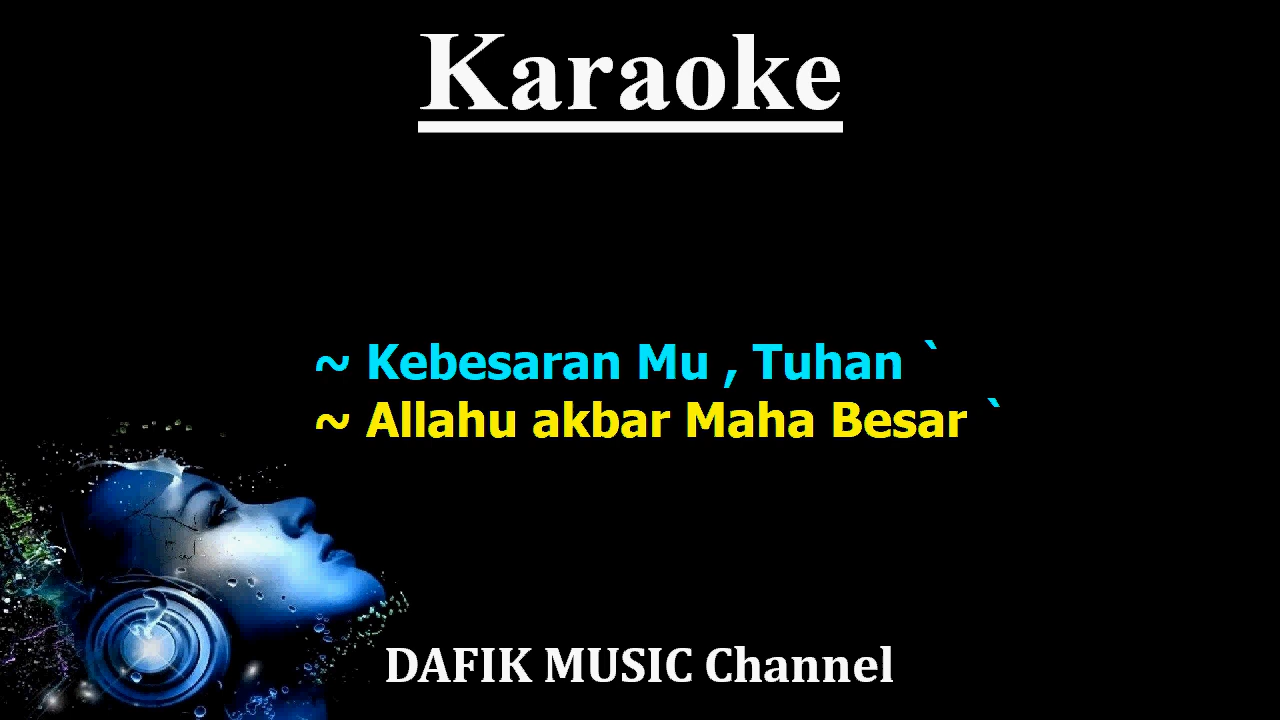 Karaoke
~ Kebesaran Mu , Tuhan `
~ Allahu akbar Maha Besar `
DAFIK MUSIC Channel